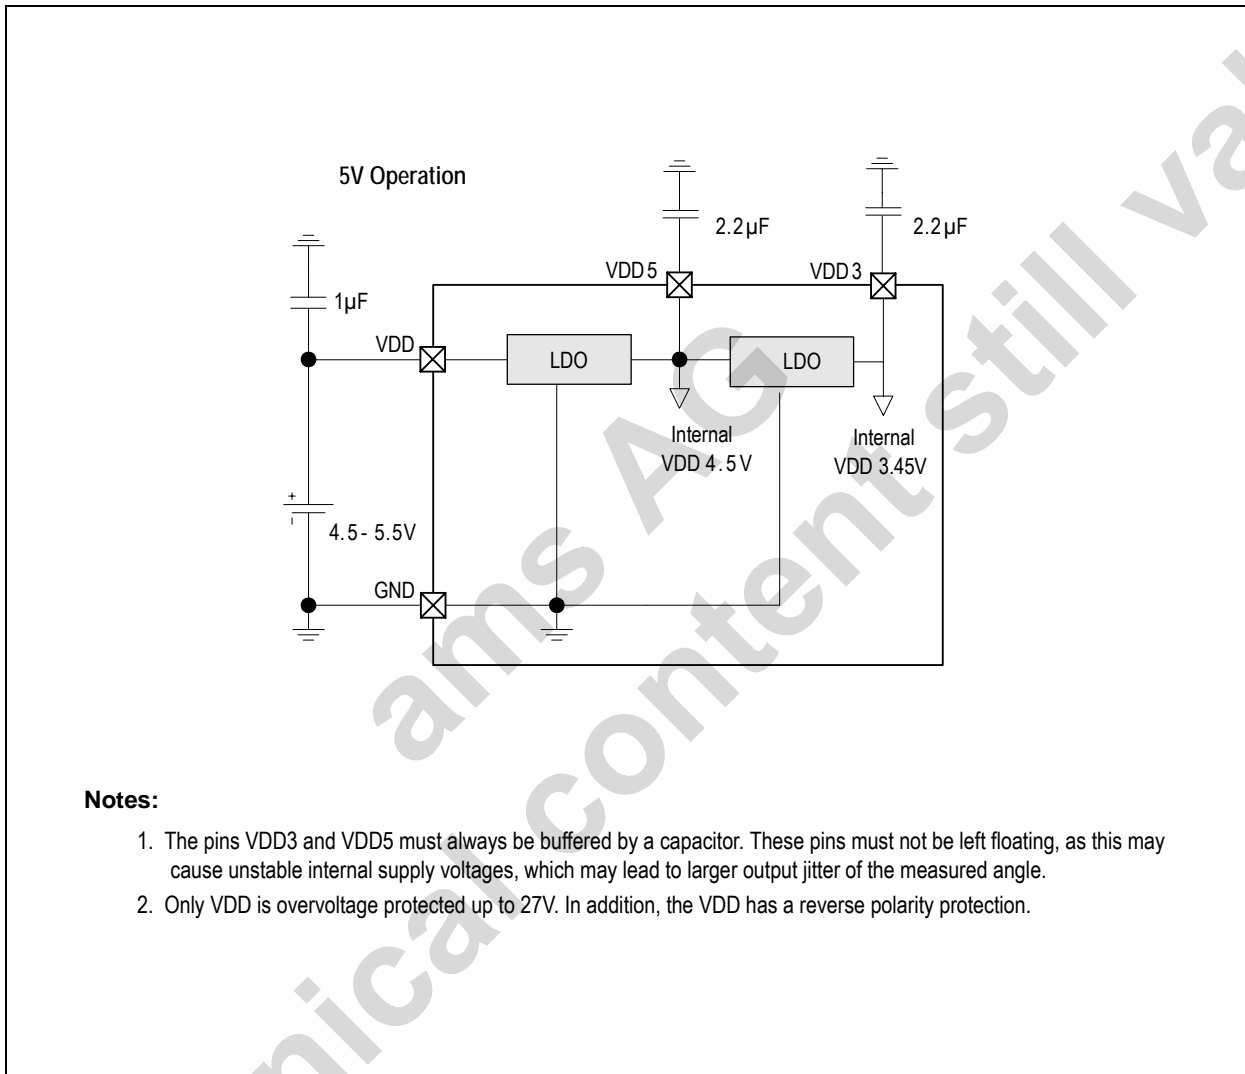 5V Operation
2.2µF
2.2µF
VDD5
VDD3
1µF
VDD
LDO
LDO
Internal
VDD 4.5V
Internal
VDD 3.45V
+
-
4.5- 5.5V
GND
Notes:
1. The pins VDD3 and VDD5 must always be buffered by a capacitor. These pins must not be left floating, as this may
cause unstable internal supply voltages, which may lead to larger output jitter of the measured angle.
2. Only VDD is overvoltage protected up to 27V. In addition, the VDD has a reverse polarity protection.
ams AG
nical content still val